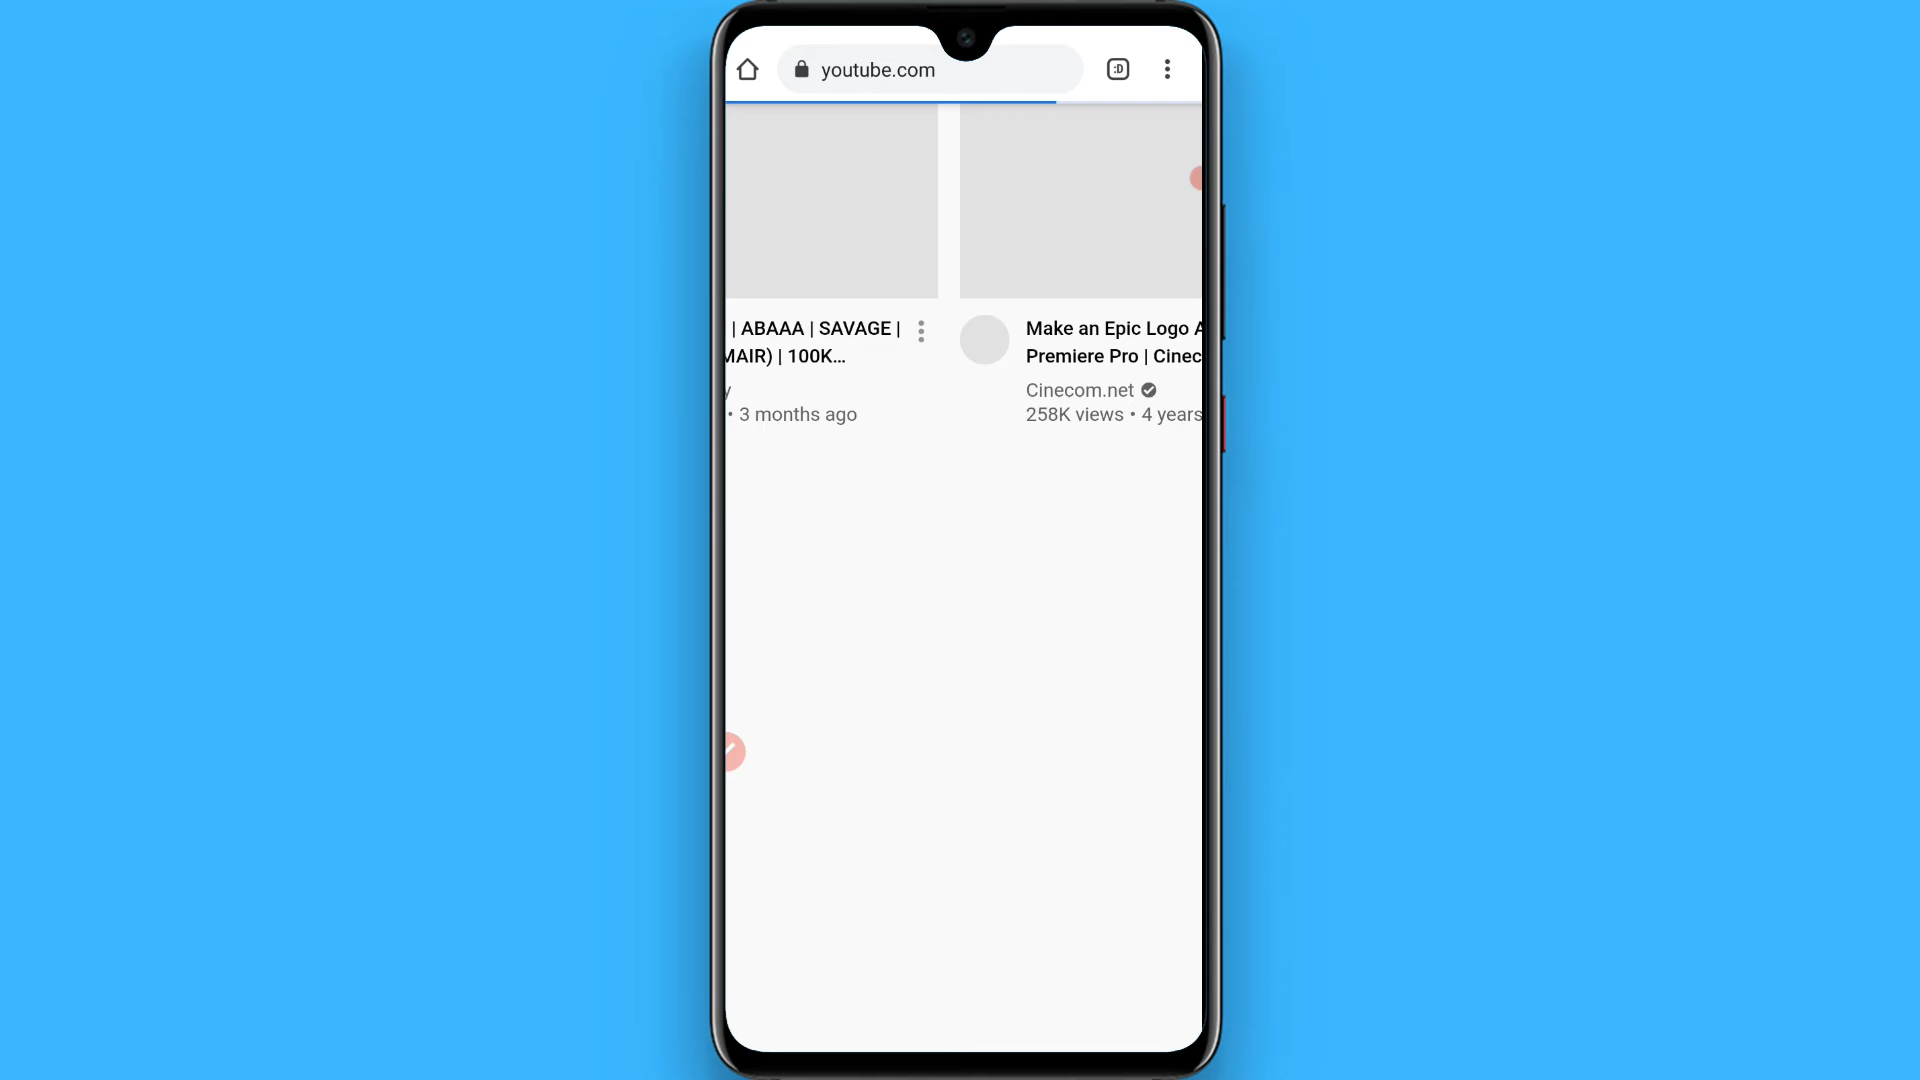 youtube.com
:D
| ABAAA | SAVAGE |
MAIR) | 100K...
y
• 3 months ago
Make an Epic Logo A
Premiere Pro | Cinec
Cinecom.net
258K views • 4 years